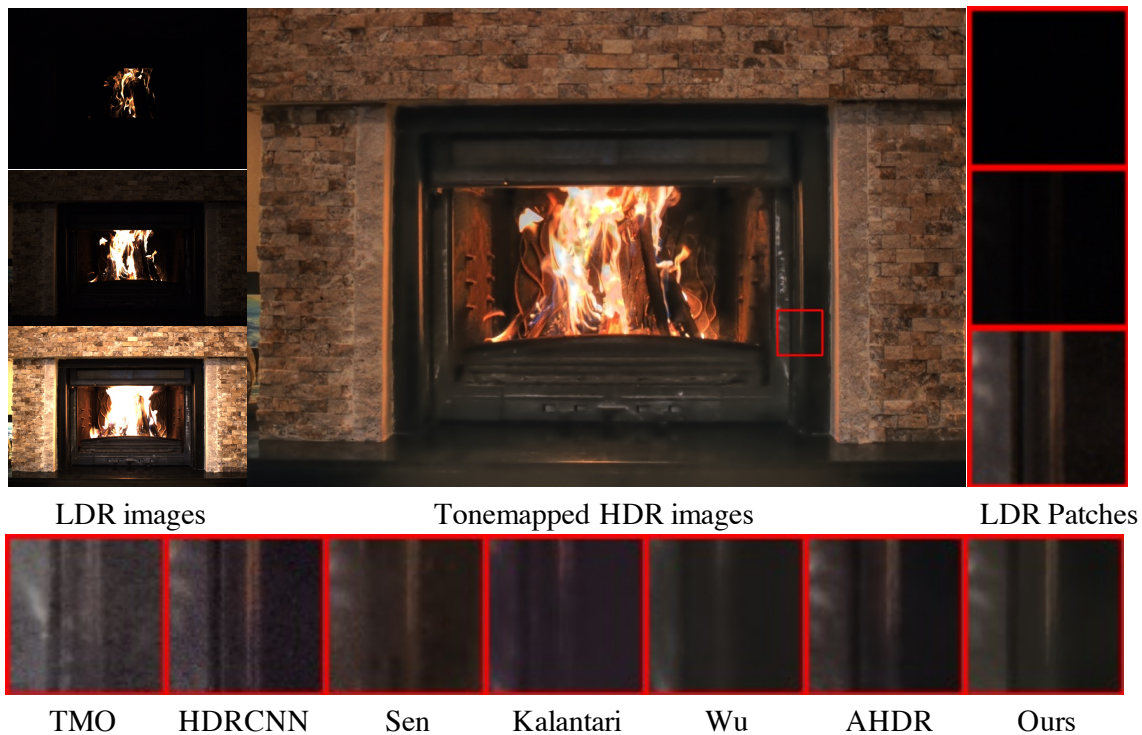 LDR images
Tonemapped HDR images
LDR Patches
TMO
HDRCNN
Sen
Kalantari
Wu
AHDR
Ours